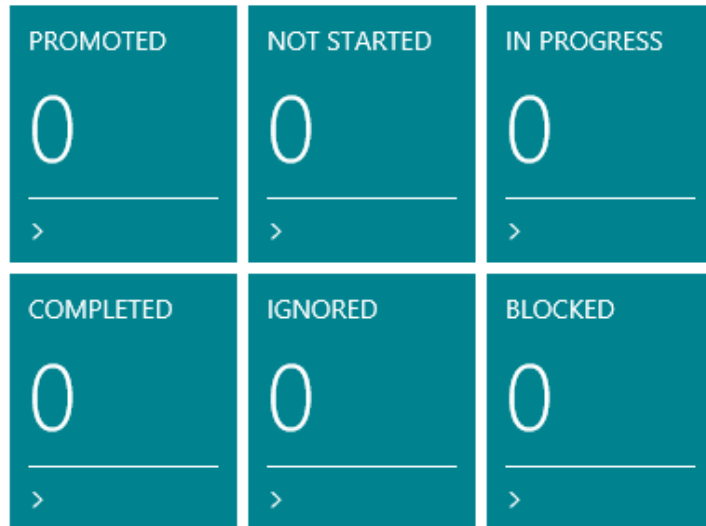 PROMOTED
0
>
NOT STARTED
0
>
IN PROGRESS
0
>
COMPLETED
0
>
IGNORED
0
>
BLOCKED
0
>